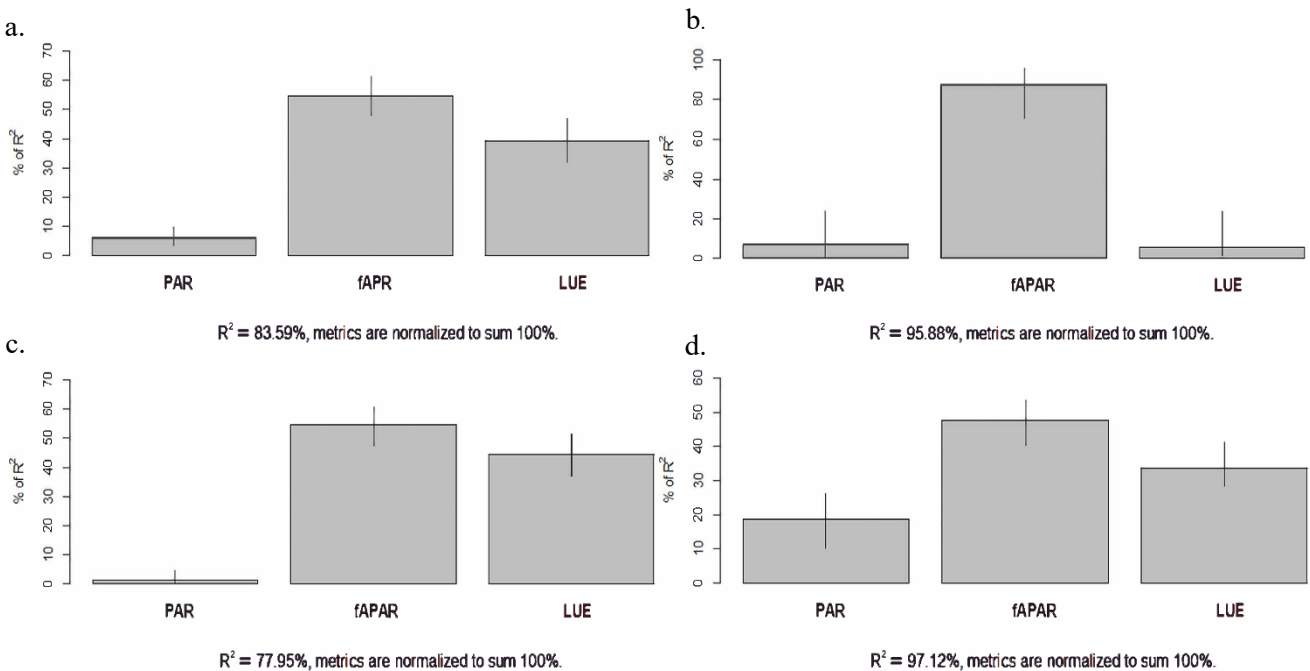 a.
% of R²
70
60
50
40
30
20
10
0
PAR
fAPR
LUE
R² = 83.59%, metrics are normalized to sum 100%.
b.
% of R²
100
80
60
40
20
0
PAR
fAPAR
LUE
R² = 95.88%, metrics are normalized to sum 100%.
c.
% of R²
70
60
50
40
30
20
10
0
PAR
fAPAR
LUE
R² = 77.95%, metrics are normalized to sum 100%.
d.
% of R²
60
50
40
30
20
10
0
PAR
fAPAR
LUE
R² = 97.12%, metrics are normalized to sum 100%.